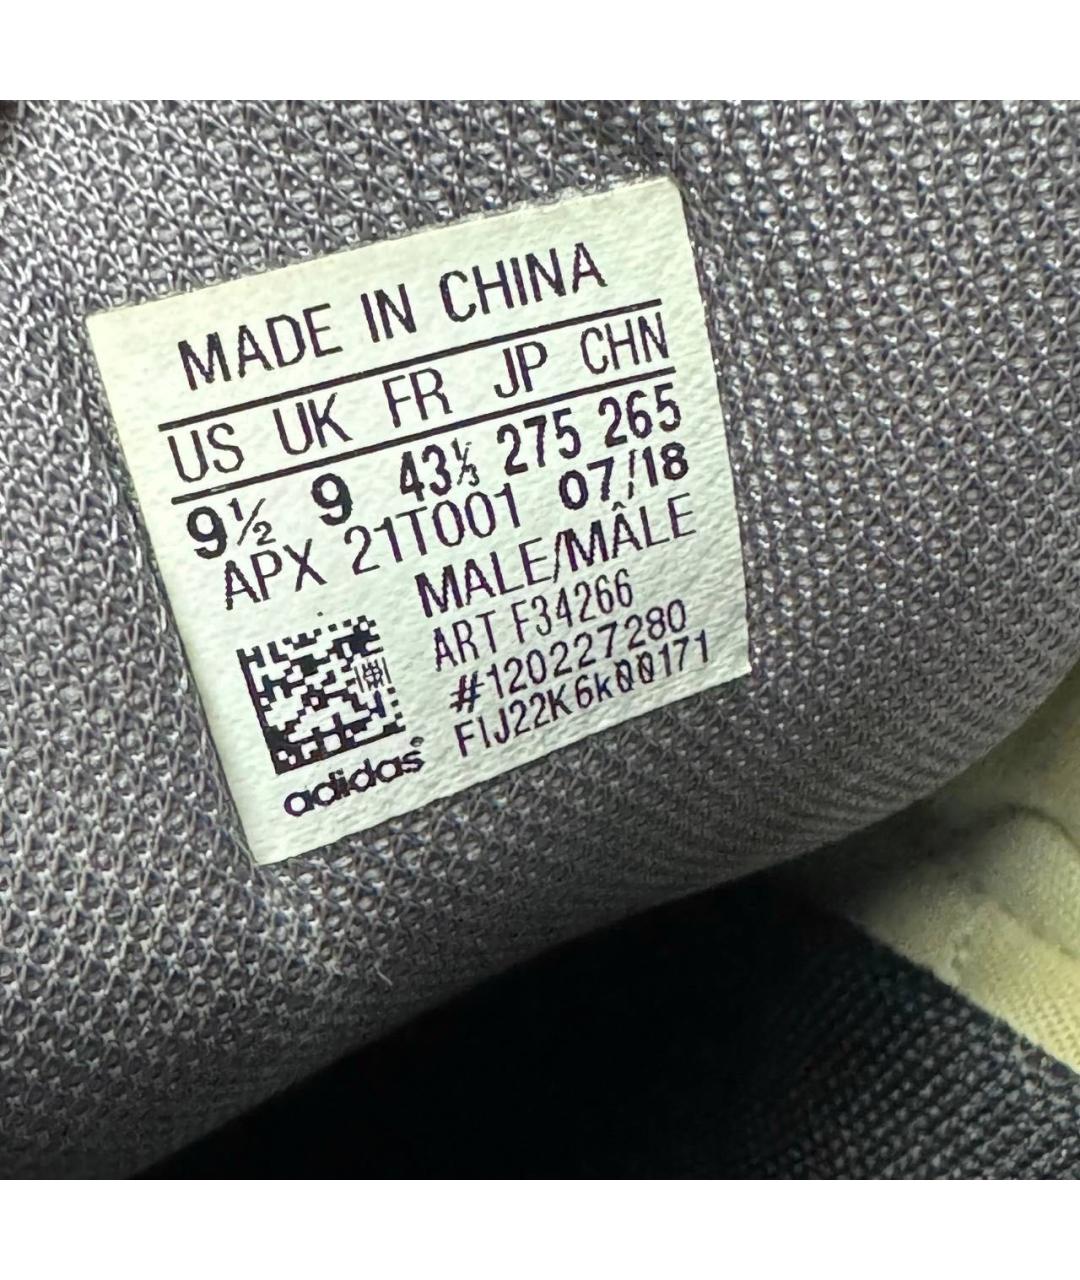 MADE IN CHINA
US UK FR JP CHN
9½ 9 43⅓ 275 265
APX 21T001 07/18
MALE/MÂLE
ART F34266
#120227280
FIJ22K6k00171
adidas®